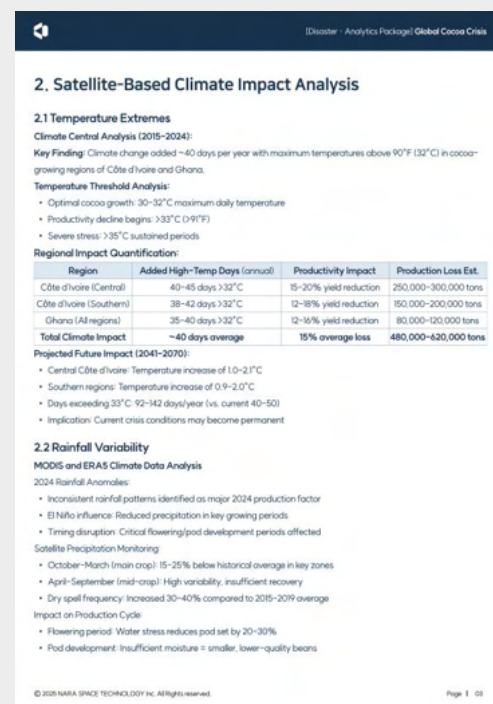 [Disaster - Analytics Package] Global Cocoa Crisis
2. Satellite-Based Climate Impact Analysis
2.1 Temperature Extremes
Climate Central Analysis (2015-2024):
Key Finding: Climate change added ~40 days per year with maximum temperatures above 90°F (32°C) in cocoa-
growing regions of Côte d'Ivoire and Ghana.
Temperature Threshold Analysis:
• Optimal cocoa growth: 30-32°C maximum daily temperature
• Productivity decline begins: >33°C (>91°F)
• Severe stress: >35°C sustained periods
Regional Impact Quantification:
Region Added High-Temp Days (annual) Productivity Impact Production Loss Est.
Côte d'Ivoire (Central) 40-45 days >32°C 15-20% yield reduction 250,000-300,000 tons
Côte d'Ivoire (Southern) 38-42 days >32°C 12-18% yield reduction 150,000-200,000 tons
Ghana (All regions) 35-40 days >32°C 12-16% yield reduction 80,000-120,000 tons
Total Climate Impact ~40 days average 15% average loss 480,000-620,000 tons
Projected Future Impact (2041-2070):
• Central Côte d'Ivoire: Temperature increase of 1.0-2.1°C
• Southern regions: Temperature increase of 0.9-2.0°C
• Days exceeding 33°C: 92-142 days/year (vs. current 40-50)
• Implication: Current crisis conditions may become permanent
2.2 Rainfall Variability
MODIS and ERA5 Climate Data Analysis
2024 Rainfall Anomalies:
• Inconsistent rainfall patterns identified as major 2024 production factor
• El Niño influence: Reduced precipitation in key growing periods
• Timing disruption: Critical flowering/pod development periods affected
Satellite Precipitation Monitoring:
• October-March (main crop): 15-25% below historical average in key zones
• April-September (mid-crop): High variability, insufficient recovery
• Dry spell frequency: Increased 30-40% compared to 2015-2019 average
Impact on Production Cycle:
• Flowering period: Water stress reduces pod set by 20-30%
• Pod development: Insufficient moisture = smaller, lower-quality beans
© 2025 NARA SPACE TECHNOLOGY Inc. All Rights reserved.
Page | 03